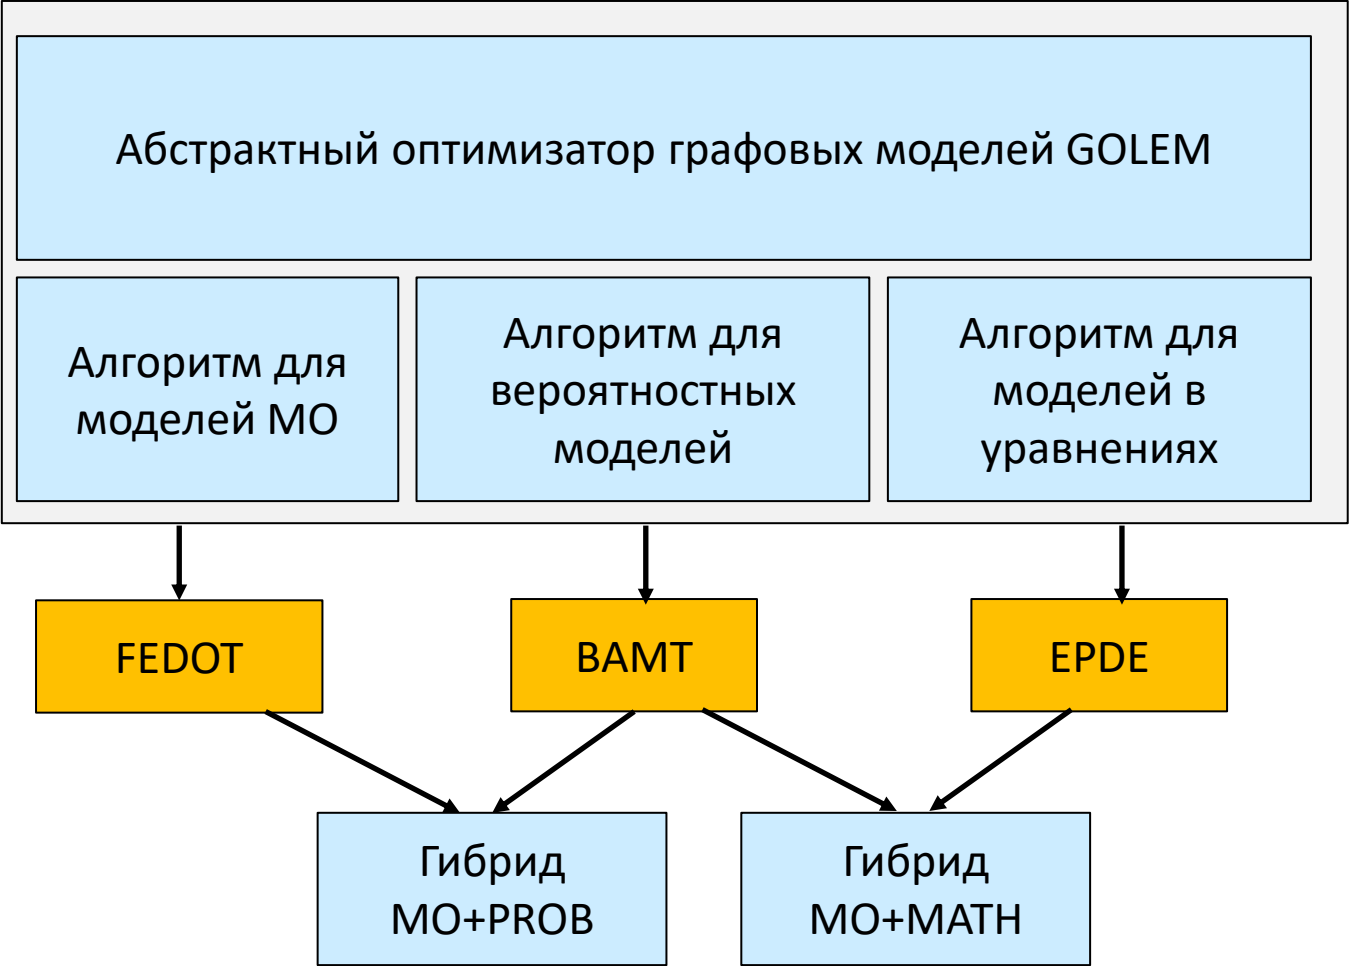 Абстрактный оптимизатор графовых моделей GOLEM
Алгоритм для
моделей МО
Алгоритм для
вероятностных
моделей
Алгоритм для
моделей в
уравнениях
FEDOT
BAMT
EPDE
Гибрид
МО+PROB
Гибрид
МО+MATH